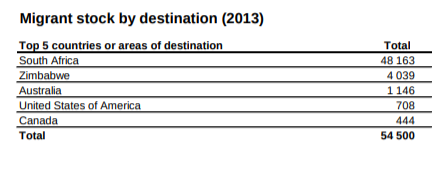 Migrant stock by destination (2013)
Top 5 countries or areas of destination Total
South Africa 48 163
Zimbabwe 4 039
Australia 1 146
United States of America 708
Canada 444
Total 54 500